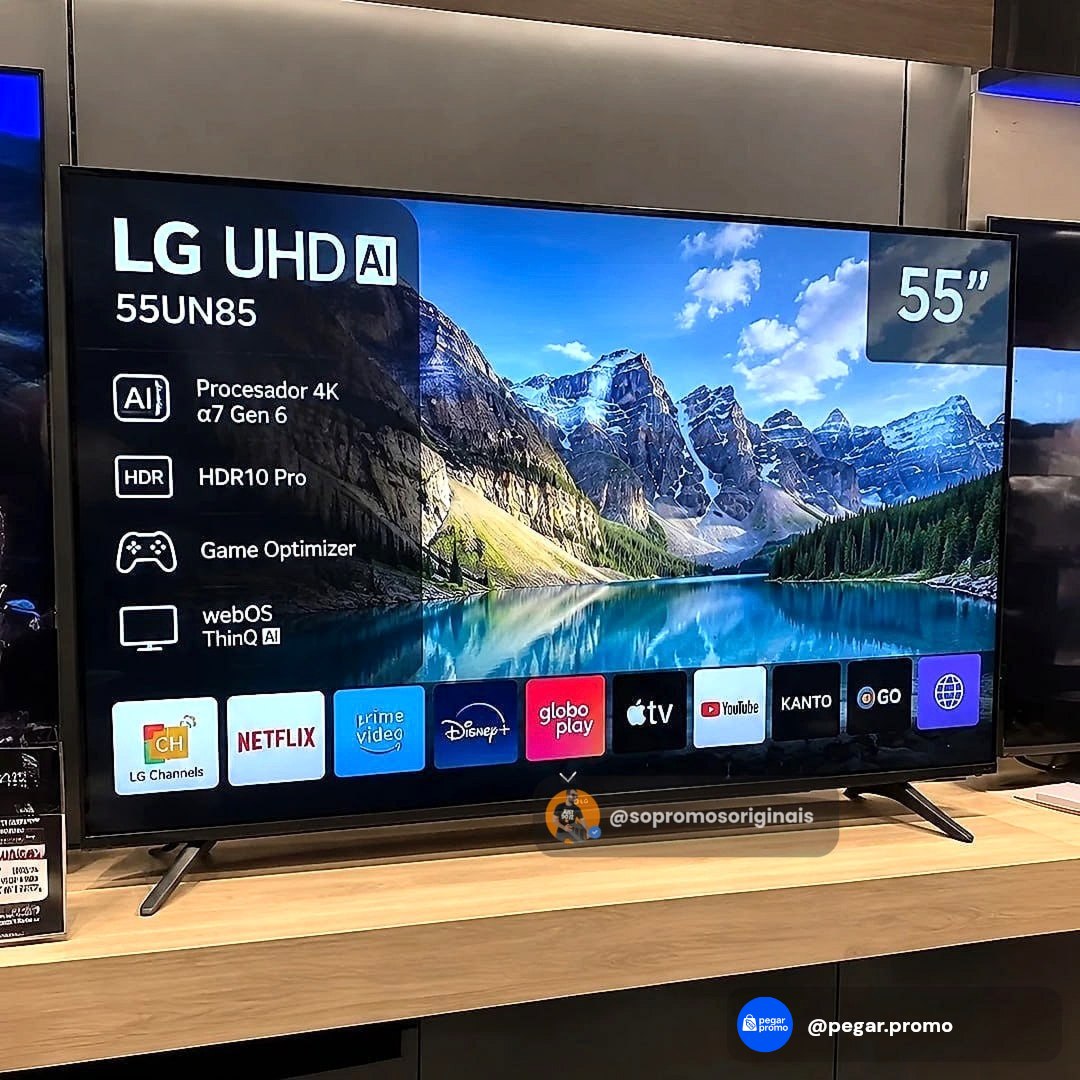 LG UHD AI
55UN85
55”
AI
Procesador 4K
α7 Gen 6
HDR
HDR10 Pro
Game Optimizer
webOS
ThinQ AI
CH
LG Channels
NETFLIX
prime
video
Disney+
globo
play
tv
YouTube
KANTO
GO
@sopromosoriginais
pegar
promo
@pegar.promo